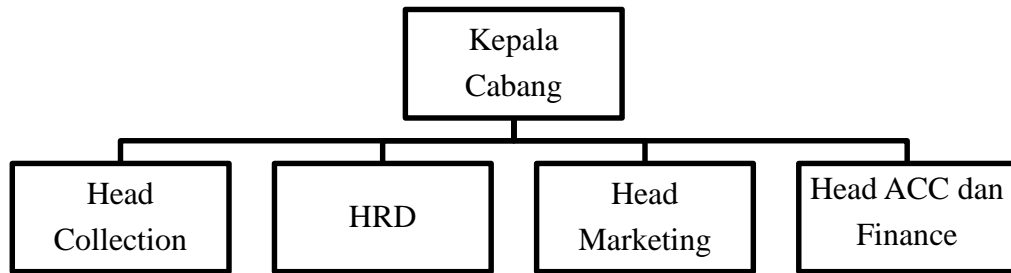 Kepala
Cabang
Head
Collection
HRD
Head
Marketing
Head ACC dan
Finance